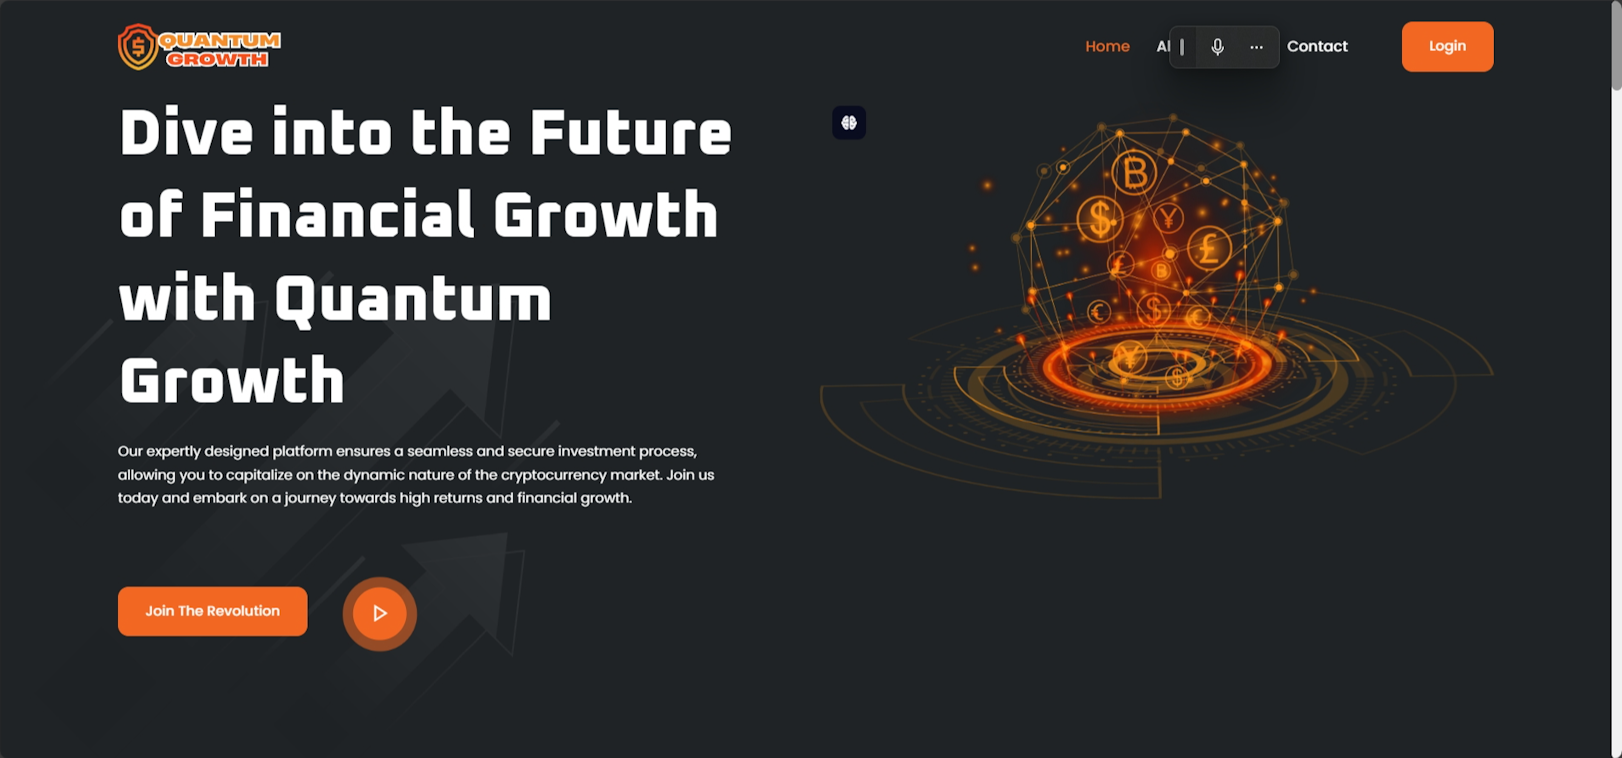 QUANTUM
GROWTH
Home
Contact
Login
Dive into the Future
of Financial Growth
with Quantum
Growth
Our expertly designed platform ensures a seamless and secure investment process,
allowing you to capitalize on the dynamic nature of the cryptocurrency market. Join us
today and embark on a journey towards high returns and financial growth.
Join The Revolution